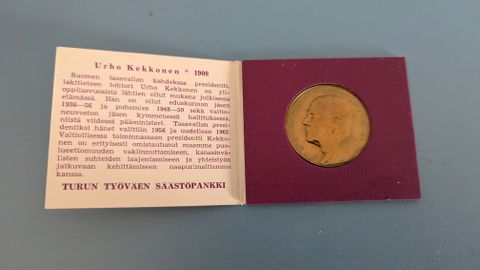 Urho Kekkonen * 1900
Suomen tasavallan kahdeksas presidentti,
lakitieteen tohtori Urho Kekkonen on yli-
oppilasvuosista lähtien ollut mukana julkisessa
elämässä. Hän on ollut eduskunnan jäsen
1936—56 ja puhemies 1948—50 sekä valtio-
neuvoston jäsen kymmenessä hallituksessa,
niistä viidessä pääministeri. Tasavallan presi-
dentiksi hänet valittiin 1956 ja uudelleen 1962.
Valtiollisessa toiminnassaan presidentti Kekko-
nen on erityisesti omistautunut maamme puo-
lueettomuuden vakiinnuttamiseen, kansainvä-
listen suhteiden laajentamiseen ja yhteistyön
jatkuvaan kehittämiseen naapurimaittemme
kanssa.
TURUN TYÖVÄEN SÄÄSTÖPANKKI